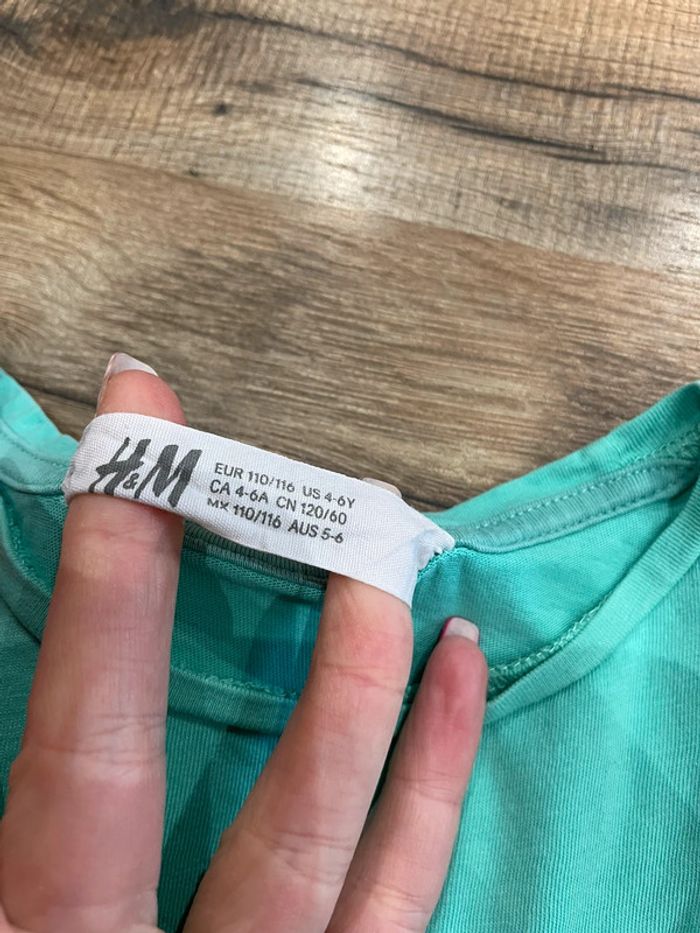 H&M
EUR 110/116 US 4-6Y
CA 4-6A CN 120/60
MX 110/116 AUS 5-6